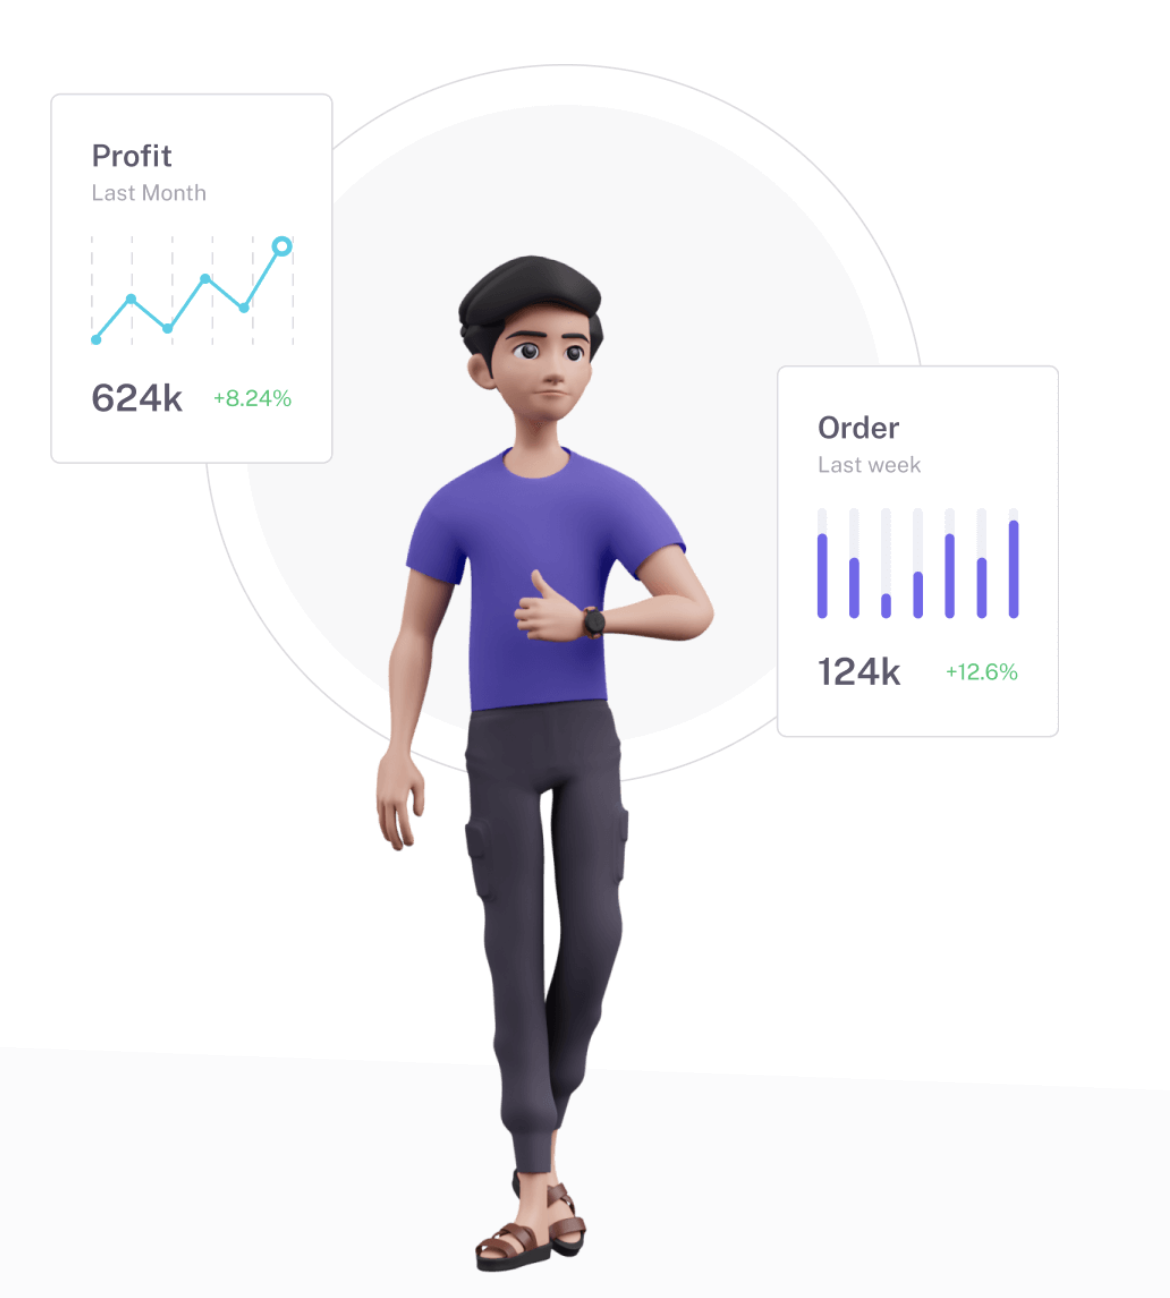 Profit
Last Month
624k +8.24%
Order
Last week
124k +12.6%